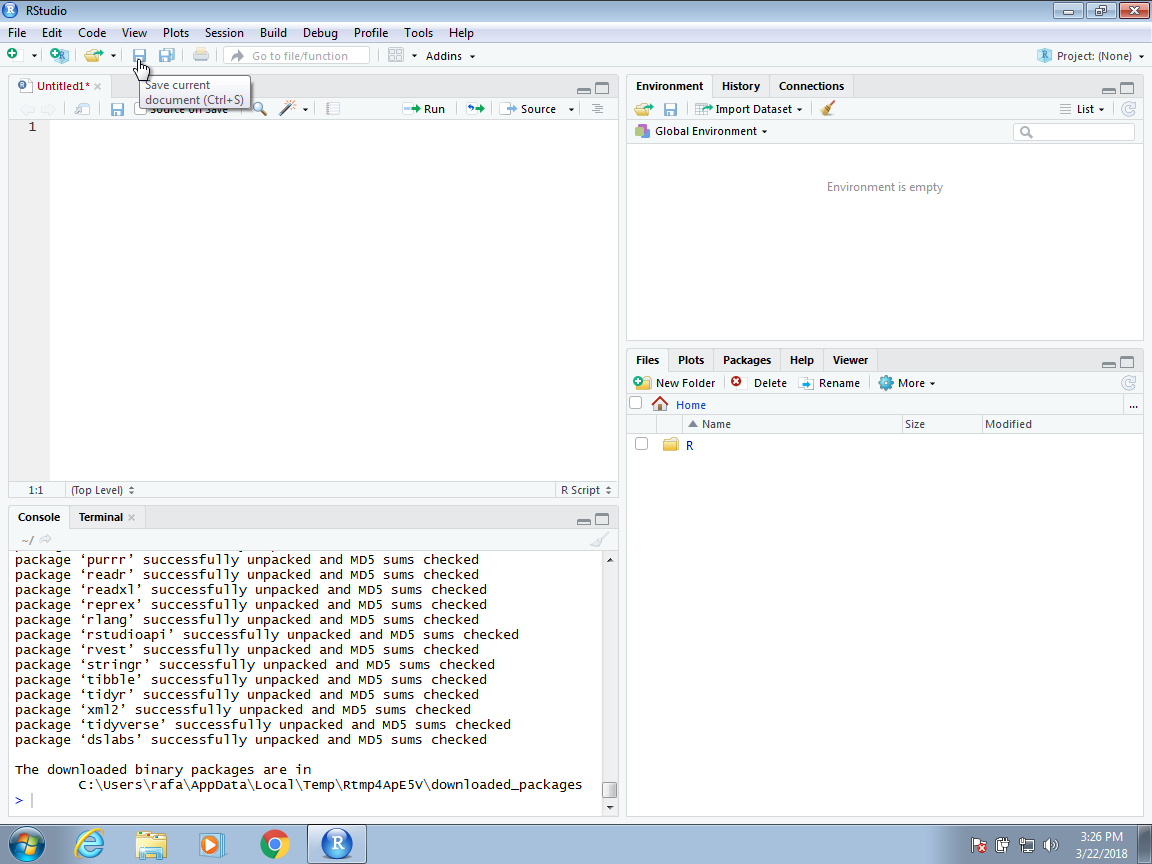 RStudio
File Edit Code View Plots Session Build Debug Profile Tools Help
Go to file/function Addins Project: (None)
Untitled1*
Save current
document (Ctrl+S)
Source on Save Run Source
1
1:1 (Top Level) R Script
Console Terminal
~/
package ‘purrr’ successfully unpacked and MD5 sums checked
package ‘readr’ successfully unpacked and MD5 sums checked
package ‘readxl’ successfully unpacked and MD5 sums checked
package ‘reprex’ successfully unpacked and MD5 sums checked
package ‘rlang’ successfully unpacked and MD5 sums checked
package ‘rstudioapi’ successfully unpacked and MD5 sums checked
package ‘rvest’ successfully unpacked and MD5 sums checked
package ‘stringr’ successfully unpacked and MD5 sums checked
package ‘tibble’ successfully unpacked and MD5 sums checked
package ‘tidyr’ successfully unpacked and MD5 sums checked
package ‘xml2’ successfully unpacked and MD5 sums checked
package ‘tidyverse’ successfully unpacked and MD5 sums checked
package ‘dslabs’ successfully unpacked and MD5 sums checked
The downloaded binary packages are in
C:\Users\rafa\AppData\Local\Temp\Rtmp4ApE5V\downloaded_packages
>
Environment History Connections
Import Dataset List
Global Environment
Environment is empty
Files Plots Packages Help Viewer
New Folder Delete Rename More
Home ...
Name Size Modified
R
3:26 PM
3/22/2018